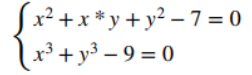 x² + x * y + y² – 7 = 0
x³ + y³ – 9 = 0